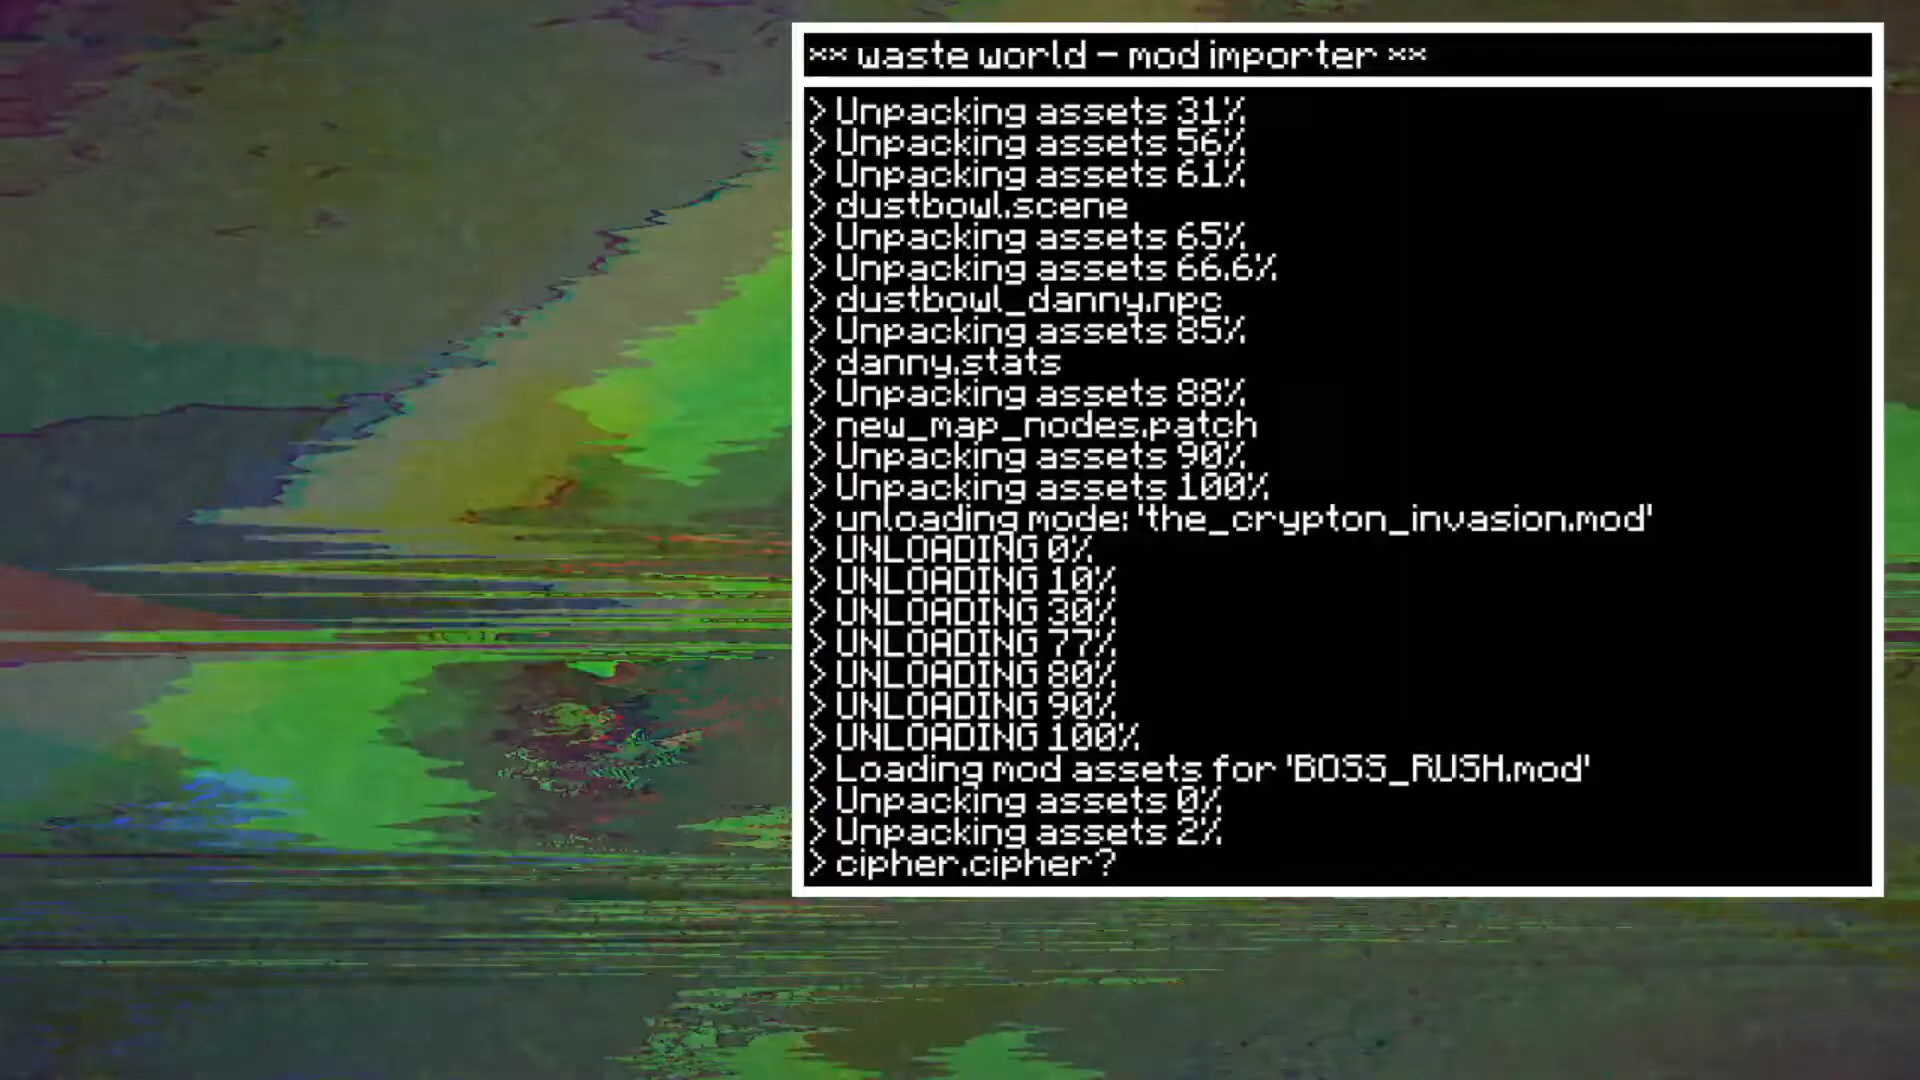 ×× waste world – mod importer ××
> Unpacking assets 31%
> Unpacking assets 56%
> Unpacking assets 61%
> dustbowl.scene
> Unpacking assets 65%
> Unpacking assets 66.6%
> dustbowl_danny.npc
> Unpacking assets 85%
> danny.stats
> Unpacking assets 88%
> new_map_nodes.patch
> Unpacking assets 90%
> Unpacking assets 100%
> unloading mode: 'the_crypton_invasion.mod'
> UNLOADING 0%
> UNLOADING 10%
> UNLOADING 30%
> UNLOADING 77%
> UNLOADING 80%
> UNLOADING 90%
> UNLOADING 100%
> Loading mod assets for 'BOSS_RUSH.mod'
> Unpacking assets 0%
> Unpacking assets 2%
> cipher.cipher?